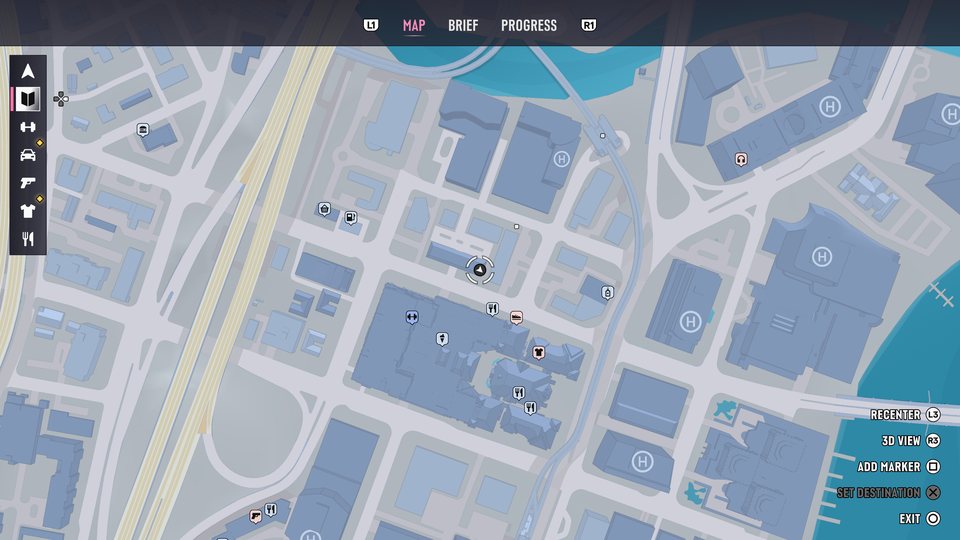 L1 MAP BRIEF PROGRESS R1
H
H
H
H
H
H
H
H
RECENTER L3
3D VIEW R3
ADD MARKER
SET DESTINATION
EXIT